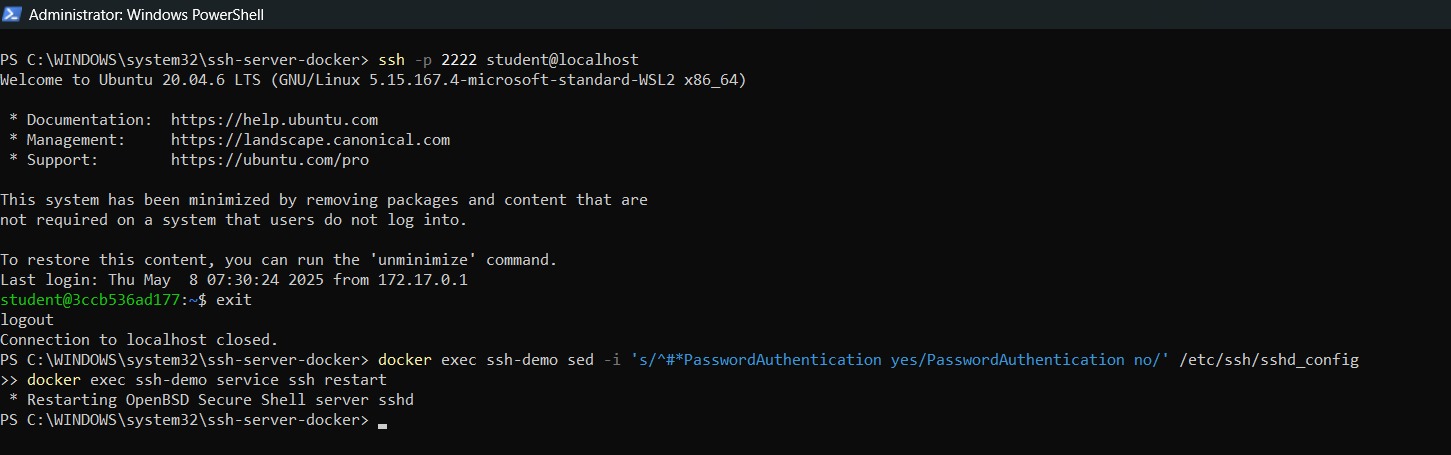 Administrator: Windows PowerShell
PS C:\WINDOWS\system32\ssh-server-docker> ssh -p 2222 student@localhost
Welcome to Ubuntu 20.04.6 LTS (GNU/Linux 5.15.167.4-microsoft-standard-WSL2 x86_64)
* Documentation:  https://help.ubuntu.com
* Management:     https://landscape.canonical.com
* Support:        https://ubuntu.com/pro
This system has been minimized by removing packages and content that are
not required on a system that users do not log into.
To restore this content, you can run the 'unminimize' command.
Last login: Thu May  8 07:30:24 2025 from 172.17.0.1
student@3ccb536ad177:~$ exit
logout
Connection to localhost closed.
PS C:\WINDOWS\system32\ssh-server-docker> docker exec ssh-demo sed -i 's/^#*PasswordAuthentication yes/PasswordAuthentication no/' /etc/ssh/sshd_config
>> docker exec ssh-demo service ssh restart
* Restarting OpenBSD Secure Shell server sshd
PS C:\WINDOWS\system32\ssh-server-docker>